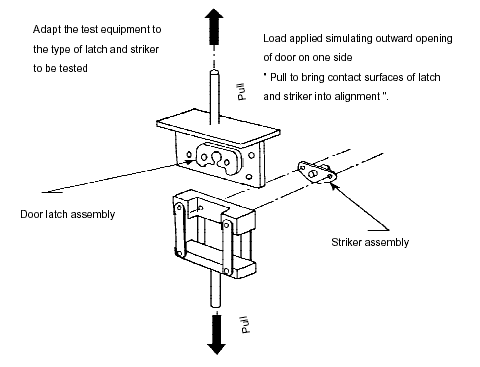 Adapt the test equipment to
the type of latch and striker
to be tested
Load applied simulating outward opening
of door on one side
" Pull to bring contact surfaces of latch
and striker into alignment ".
Pull
Door latch assembly
Striker assembly
Pull